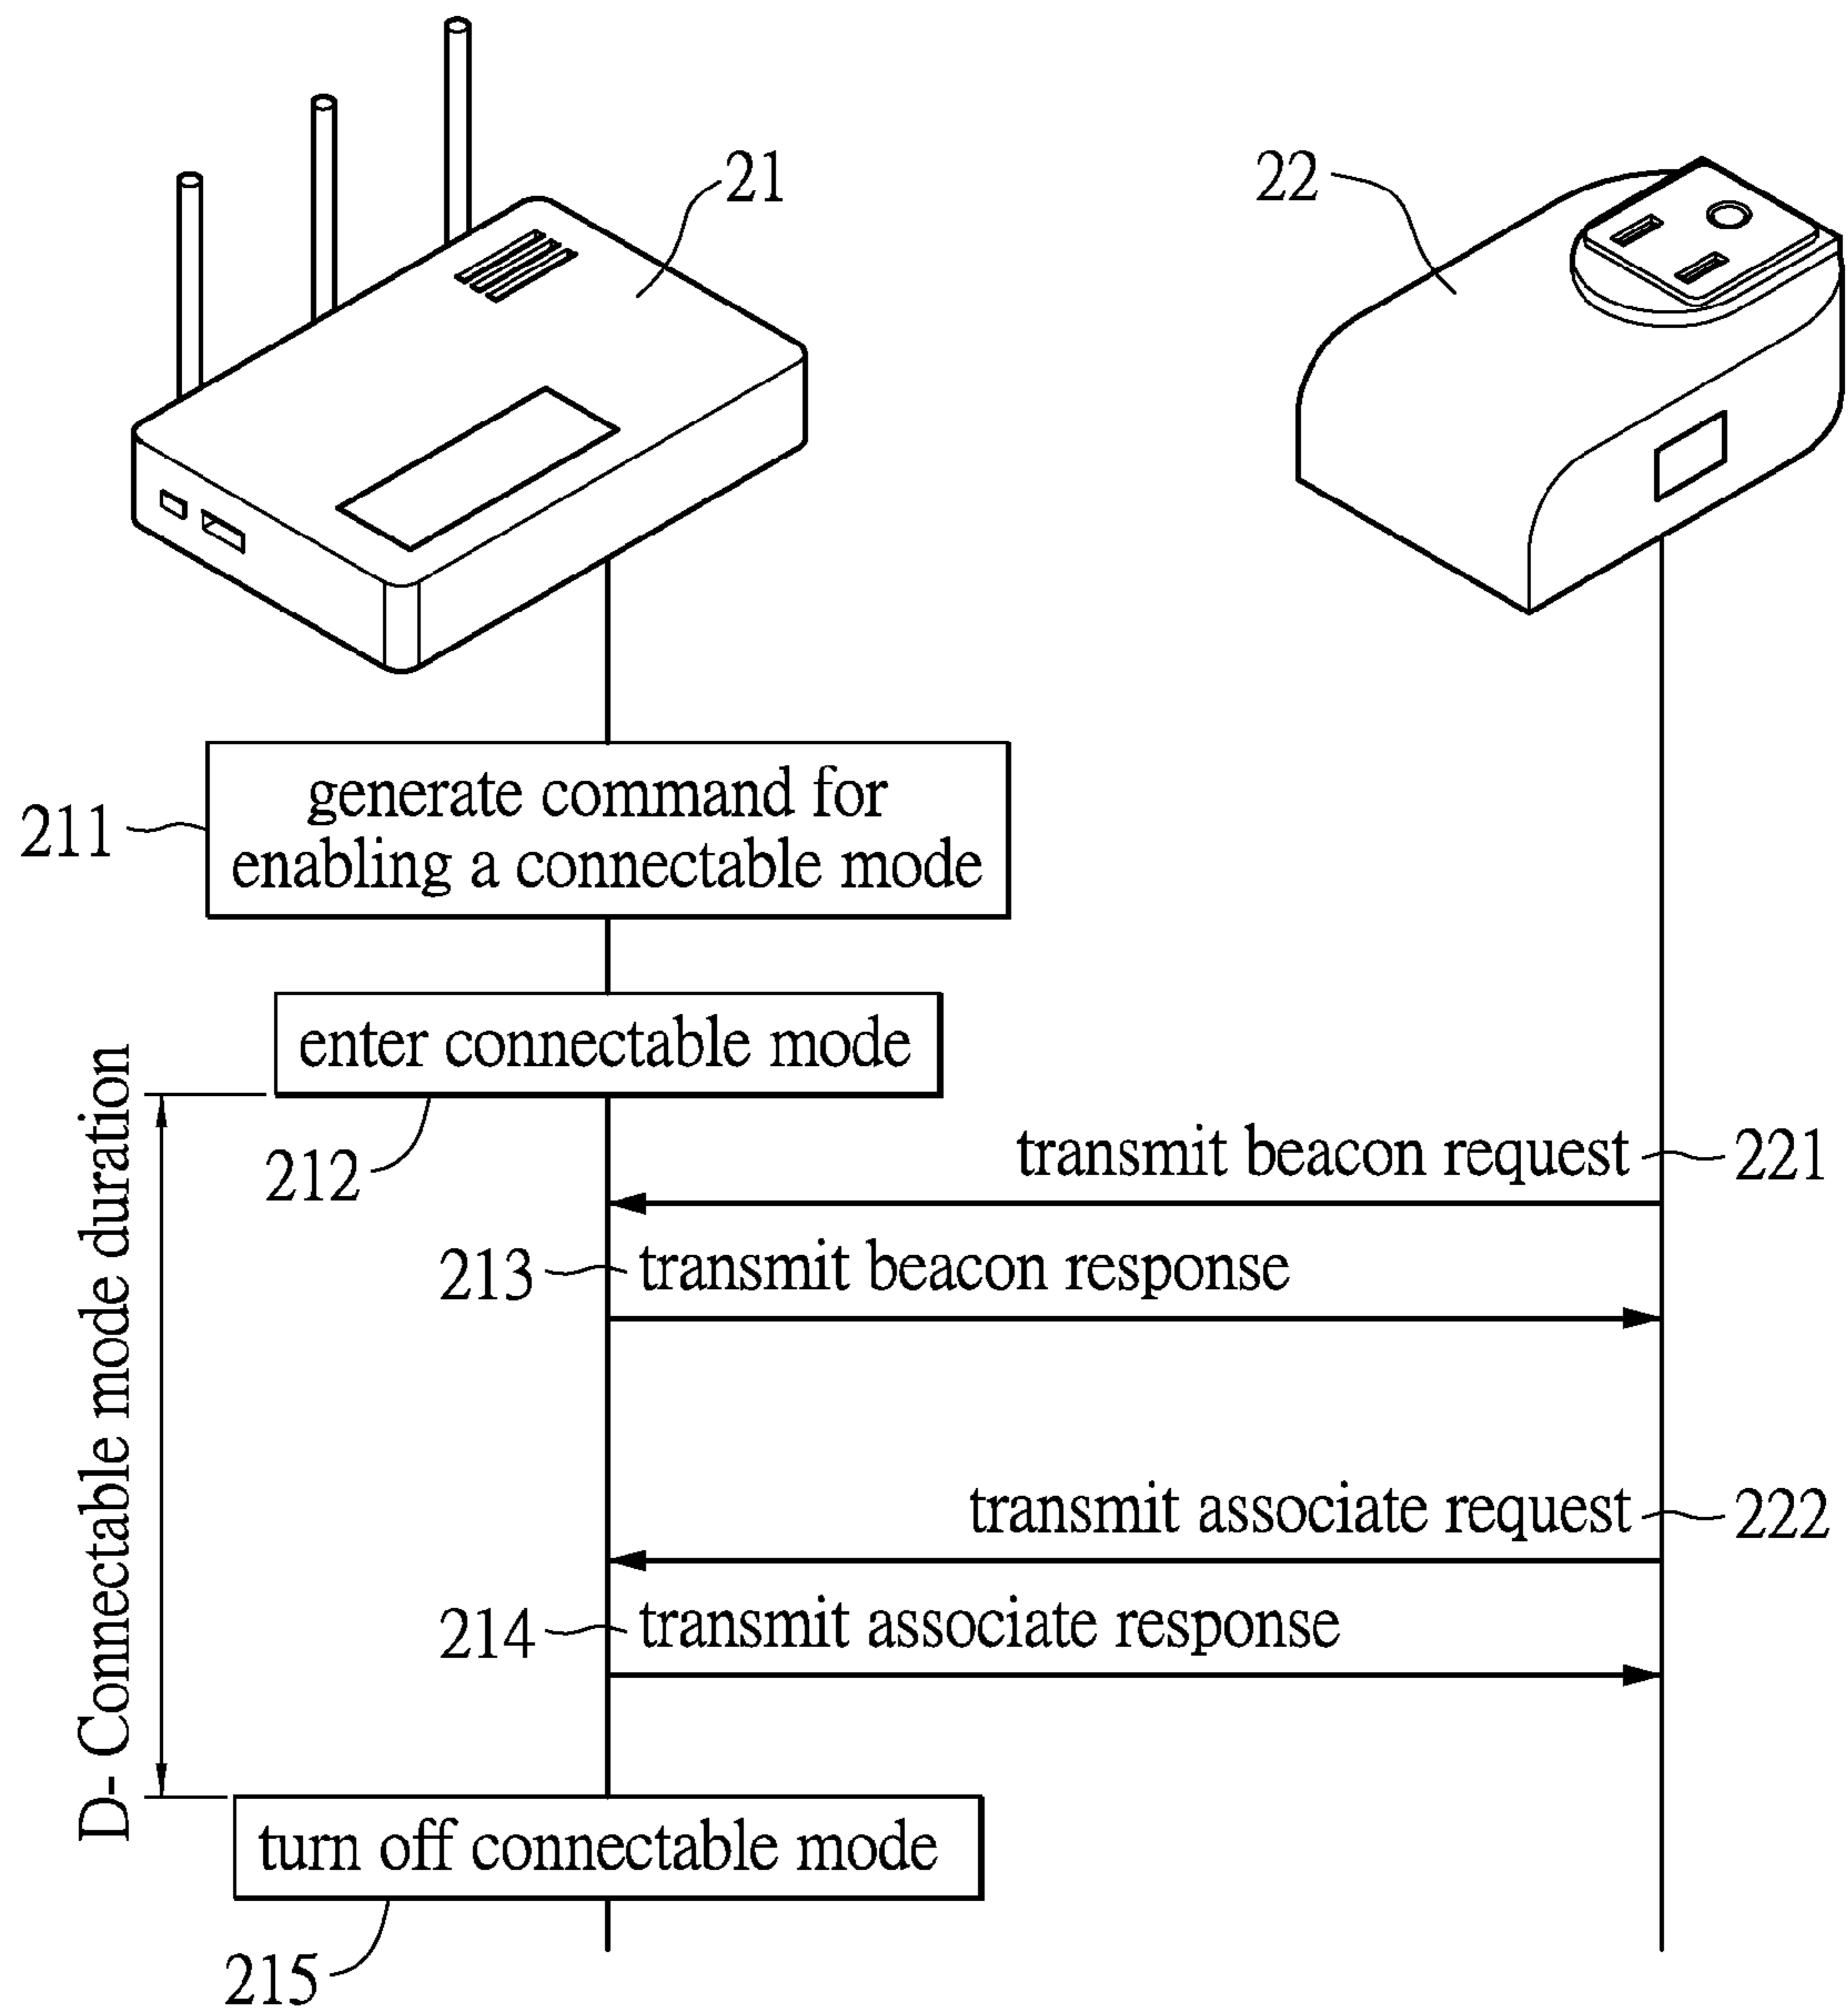 21
22
211
generate command for
enabling a connectable mode
enter connectable mode
212
D- Connectable mode duration
transmit beacon request
221
213
transmit beacon response
transmit associate request
222
214
transmit associate response
turn off connectable mode
215